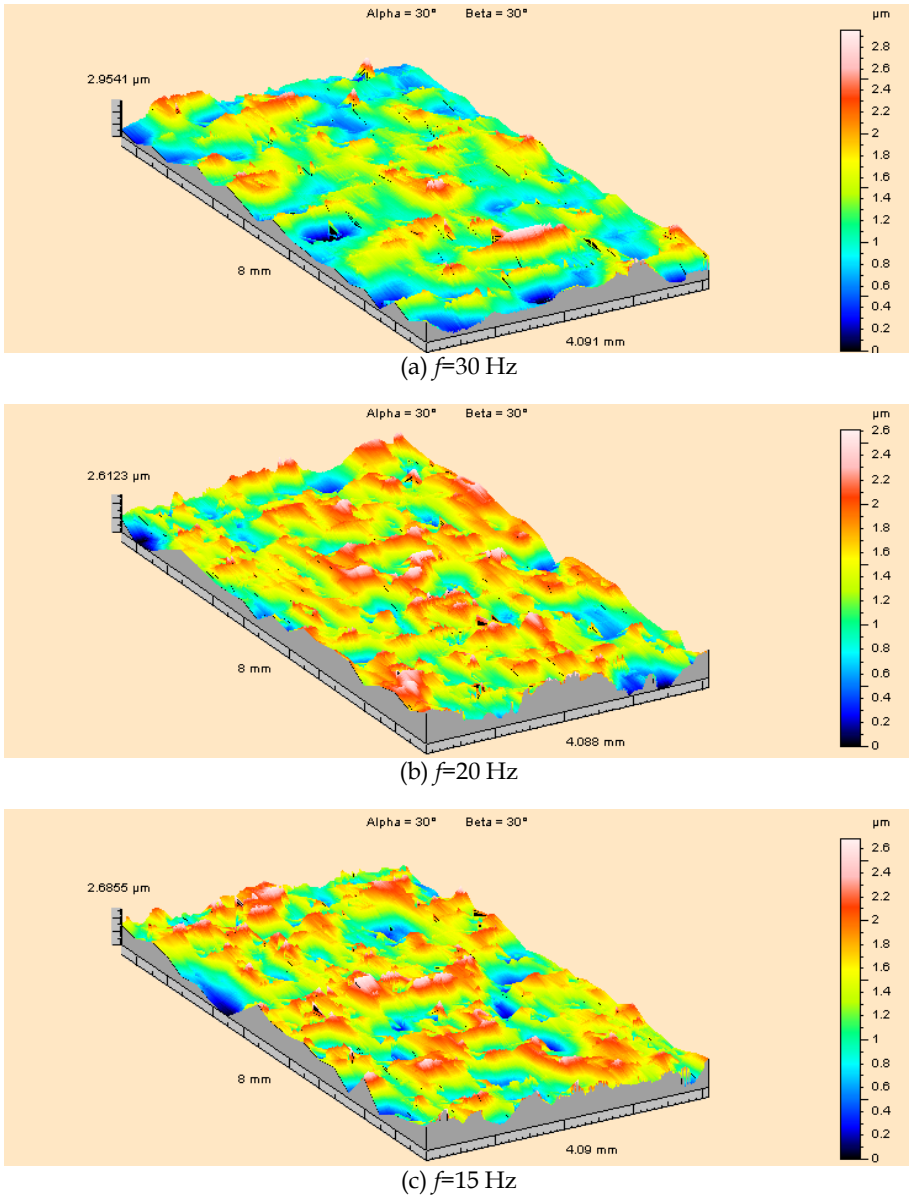 Alpha = 30° Beta = 30°
µm
2.9541 µm
2.8
2.6
2.4
2.2
2
1.8
1.6
1.4
1.2
1
0.8
0.6
0.4
0.2
0
8 mm
4.091 mm
(a) f=30 Hz
Alpha = 30° Beta = 30°
µm
2.6123 µm
2.6
2.4
2.2
2
1.8
1.6
1.4
1.2
1
0.8
0.6
0.4
0.2
0
8 mm
4.088 mm
(b) f=20 Hz
Alpha = 30° Beta = 30°
µm
2.6855 µm
2.6
2.4
2.2
2
1.8
1.6
1.4
1.2
1
0.8
0.6
0.4
0.2
0
8 mm
4.09 mm
(c) f=15 Hz